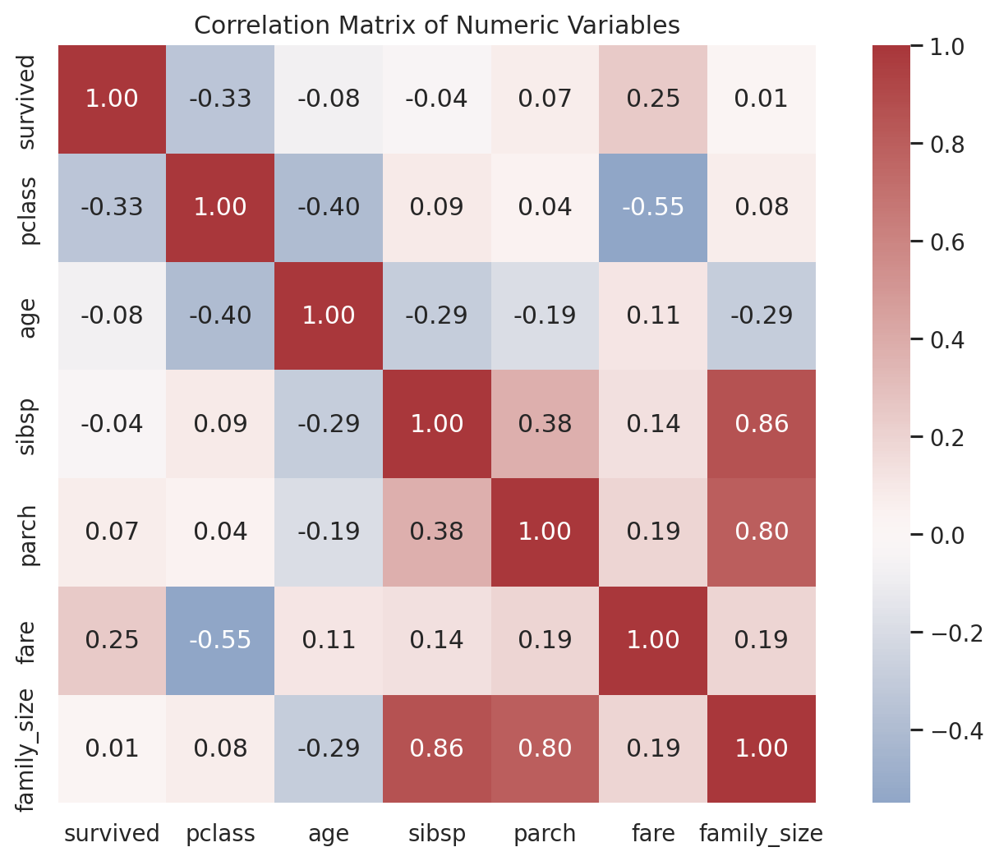 Correlation Matrix of Numeric Variables
survived 1.00 -0.33 -0.08 -0.04 0.07 0.25 0.01
pclass -0.33 1.00 -0.40 0.09 0.04 -0.55 0.08
age -0.08 -0.40 1.00 -0.29 -0.19 0.11 -0.29
sibsp -0.04 0.09 -0.29 1.00 0.38 0.14 0.86
parch 0.07 0.04 -0.19 0.38 1.00 0.19 0.80
fare 0.25 -0.55 0.11 0.14 0.19 1.00 0.19
family_size 0.01 0.08 -0.29 0.86 0.80 0.19 1.00
survived pclass age sibsp parch fare family_size
1.0
0.8
0.6
0.4
0.2
0.0
−0.2
−0.4